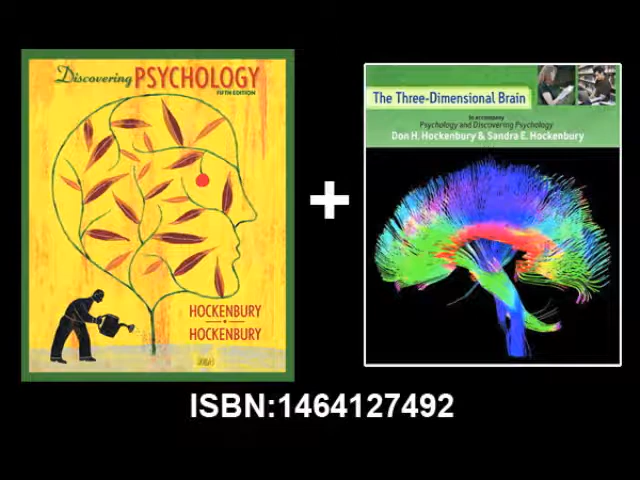 Discovering PSYCHOLOGY
FIFTH EDITION
HOCKENBURY
HOCKENBURY
The Three-Dimensional Brain
to accompany
Psychology and Discovering Psychology
Don H. Hockenbury & Sandra E. Hockenbury
+
ISBN:1464127492